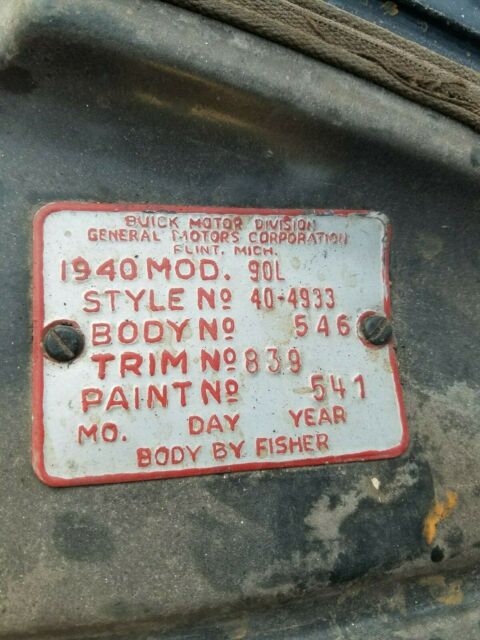 BUICK MOTOR DIVISION
GENERAL MOTORS CORPORATION
FLINT, MICH.
1940 MOD. 90L
STYLE Nº 40-4933
BODY Nº 546
TRIM Nº 839
PAINT Nº 541
MO. DAY YEAR
BODY BY FISHER